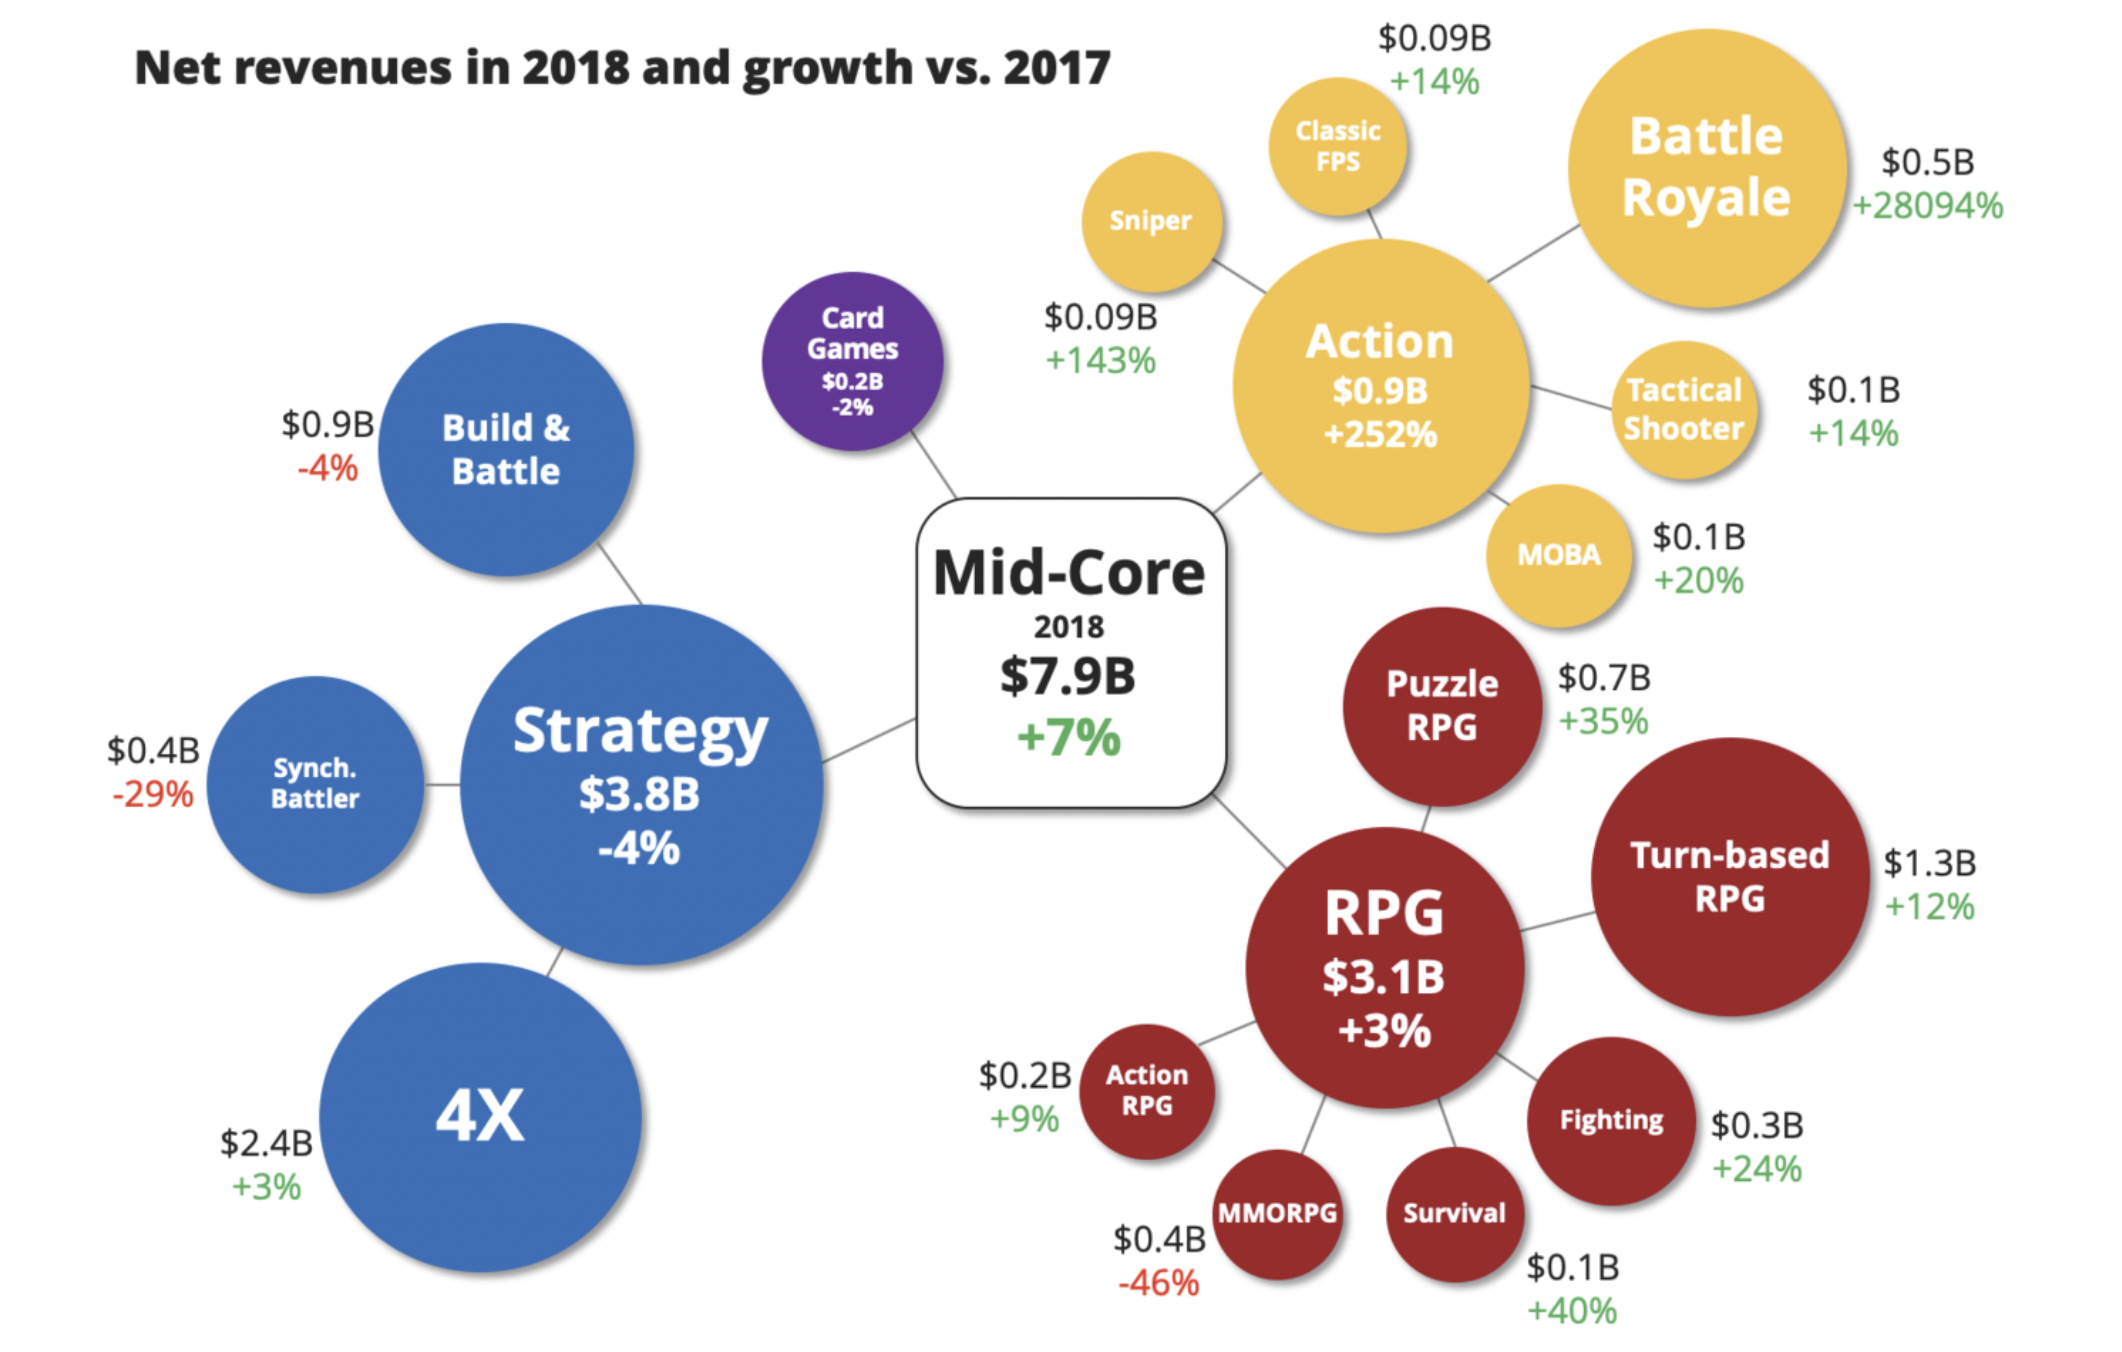 Net revenues in 2018 and growth vs. 2017
$0.09B
+14%
Classic
FPS
Battle
Royale
$0.5B
+28094%
Sniper
$0.09B
+143%
Action
$0.9B
+252%
Tactical
Shooter
$0.1B
+14%
MOBA
$0.1B
+20%
Card
Games
$0.2B
-2%
Build &
Battle
$0.9B
-4%
Mid-Core
2018
$7.9B
+7%
Strategy
$3.8B
-4%
Synch.
Battler
$0.4B
-29%
4X
$2.4B
+3%
Puzzle
RPG
$0.7B
+35%
Turn-based
RPG
$1.3B
+12%
RPG
$3.1B
+3%
Action
RPG
$0.2B
+9%
Fighting
$0.3B
+24%
MMORPG
$0.4B
-46%
Survival
$0.1B
+40%